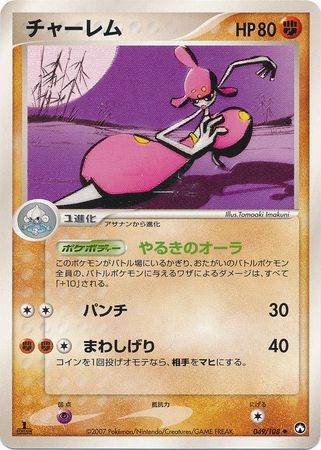 チャーレム HP80
Illus.Tomoaki Imakuni
1進化 アサナンから進化
ポケボディー やるきのオーラ
このポケモンがバトル場にいるかぎり、おたがいのバトルポケモン
全員の、バトルポケモンに与えるワザによるダメージは、すべて
「+10」される。
パンチ 30
まわしげり 40
コインを1回投げオモテなら、相手をマヒにする。
弱点 抵抗力 にげる
1 EDITION
©2007 Pokémon/Nintendo/Creatures/GAME FREAK.
049/108